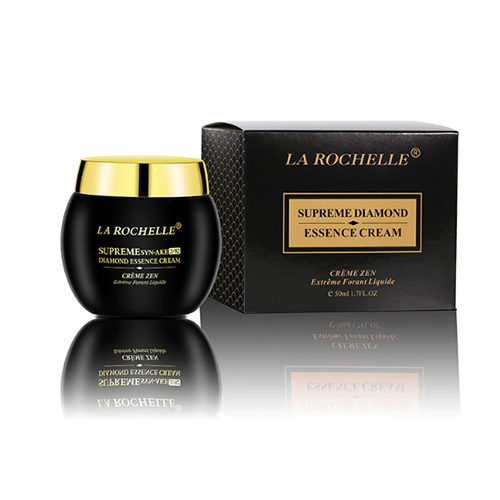 LA ROCHELLE®
SUPREME SYN-AKE
DIAMOND ESSENCE CREAM
CRÈME ZEN
Extrême Forant Liquide
LA ROCHELLE®
SUPREME DIAMOND
ESSENCE CREAM
CRÈME ZEN
Extrême Forant Liquide
℮ 50ml 1.7FL.OZ